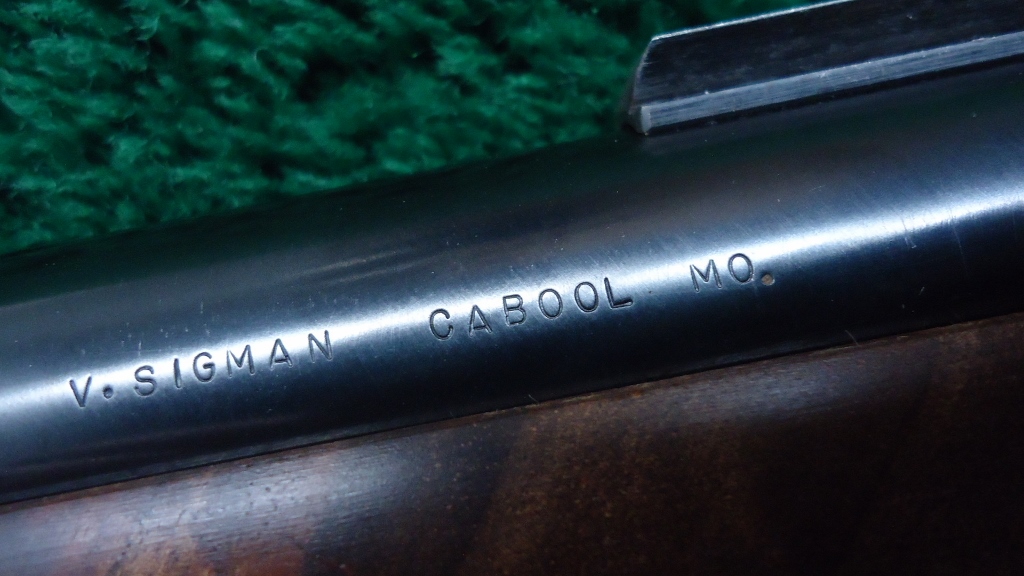 V. SIGMAN CABOOL MO.